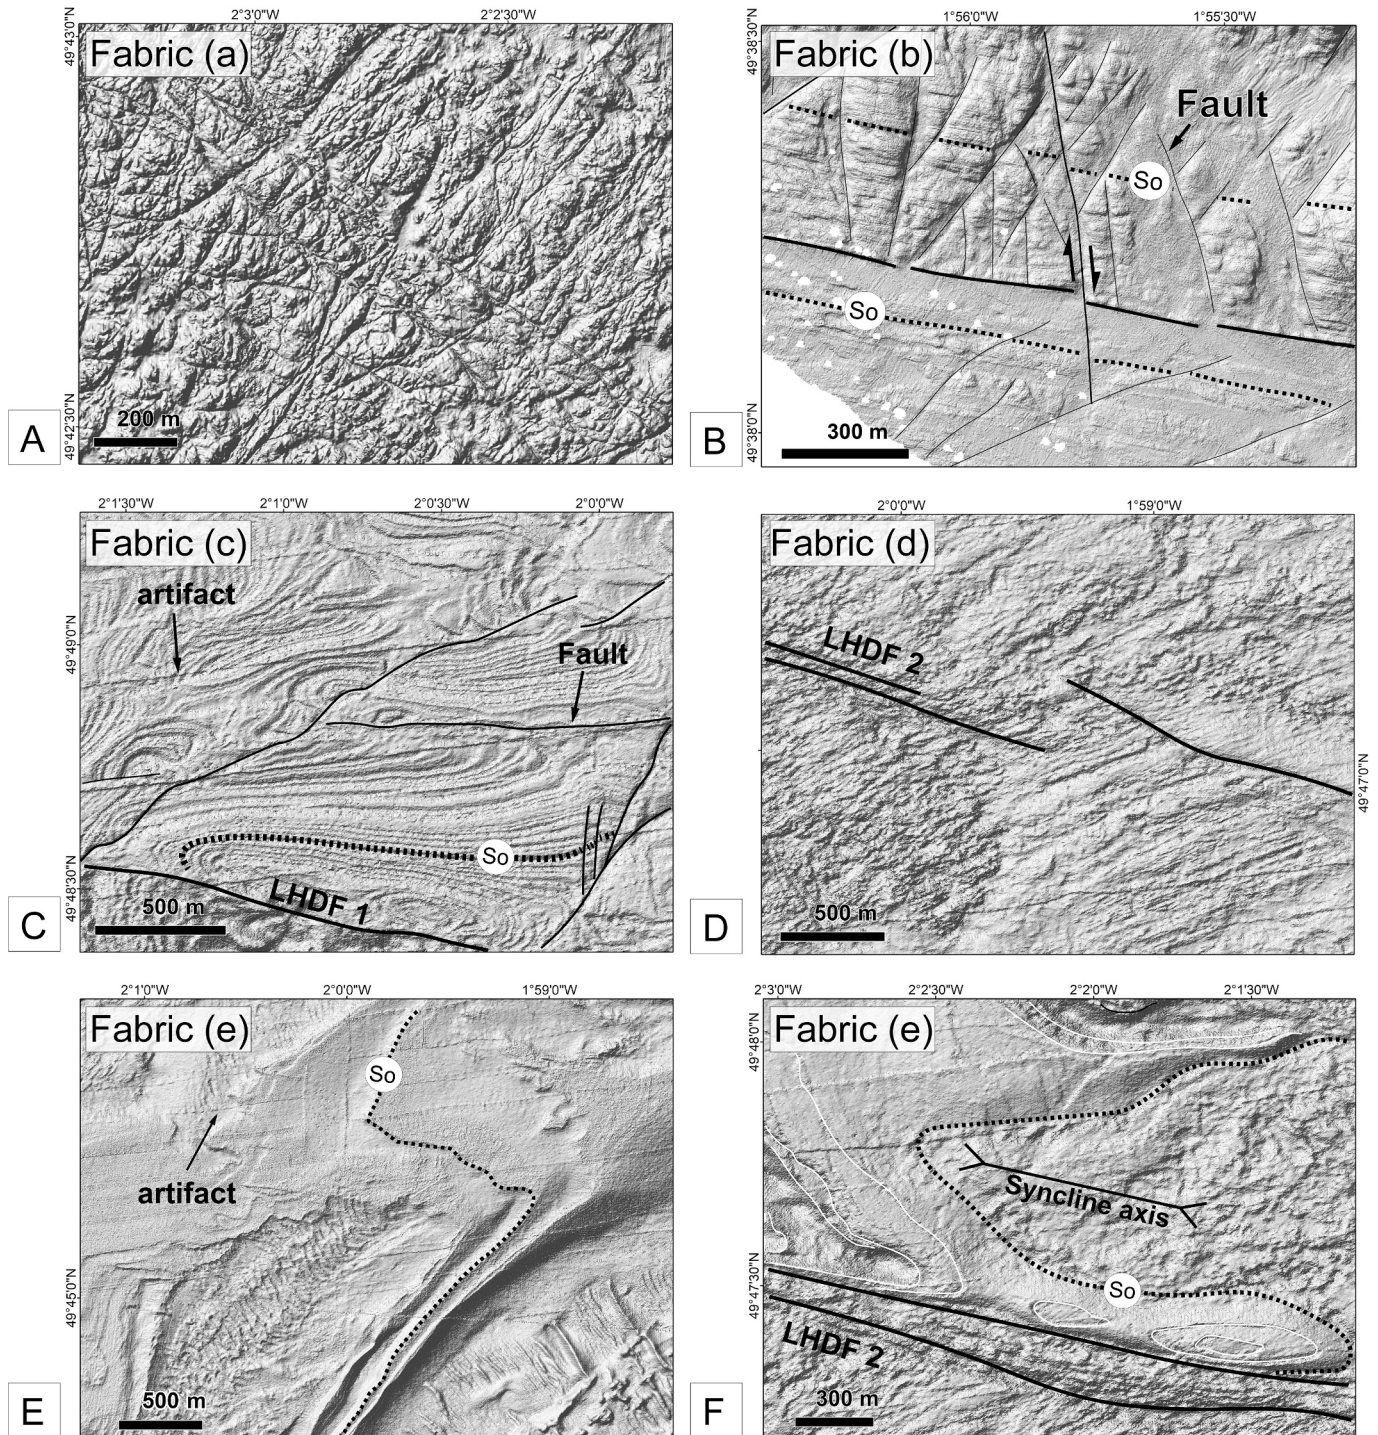 2°3'0"W 2°2'30"W
49°43'0"N
Fabric (a)
49°42'30"N
200 m
A
1°56'0"W 1°55'30"W
49°38'30"N
Fabric (b)
Fault
So
So
49°38'0"N
300 m
B
2°1'30"W 2°1'0"W 2°0'30"W 2°0'0"W
Fabric (c)
artifact
49°49'0"N
Fault
So
49°48'30"N
LHDF 1
500 m
C
2°0'0"W 1°59'0"W
Fabric (d)
LHDF 2
49°47'0"N
500 m
D
2°1'0"W 2°0'0"W 1°59'0"W
Fabric (e)
So
artifact
49°45'0"N
500 m
E
2°3'0"W 2°2'30"W 2°2'0"W 2°1'30"W
49°48'0"N
Fabric (e)
Syncline axis
49°47'30"N
So
LHDF 2
300 m
F